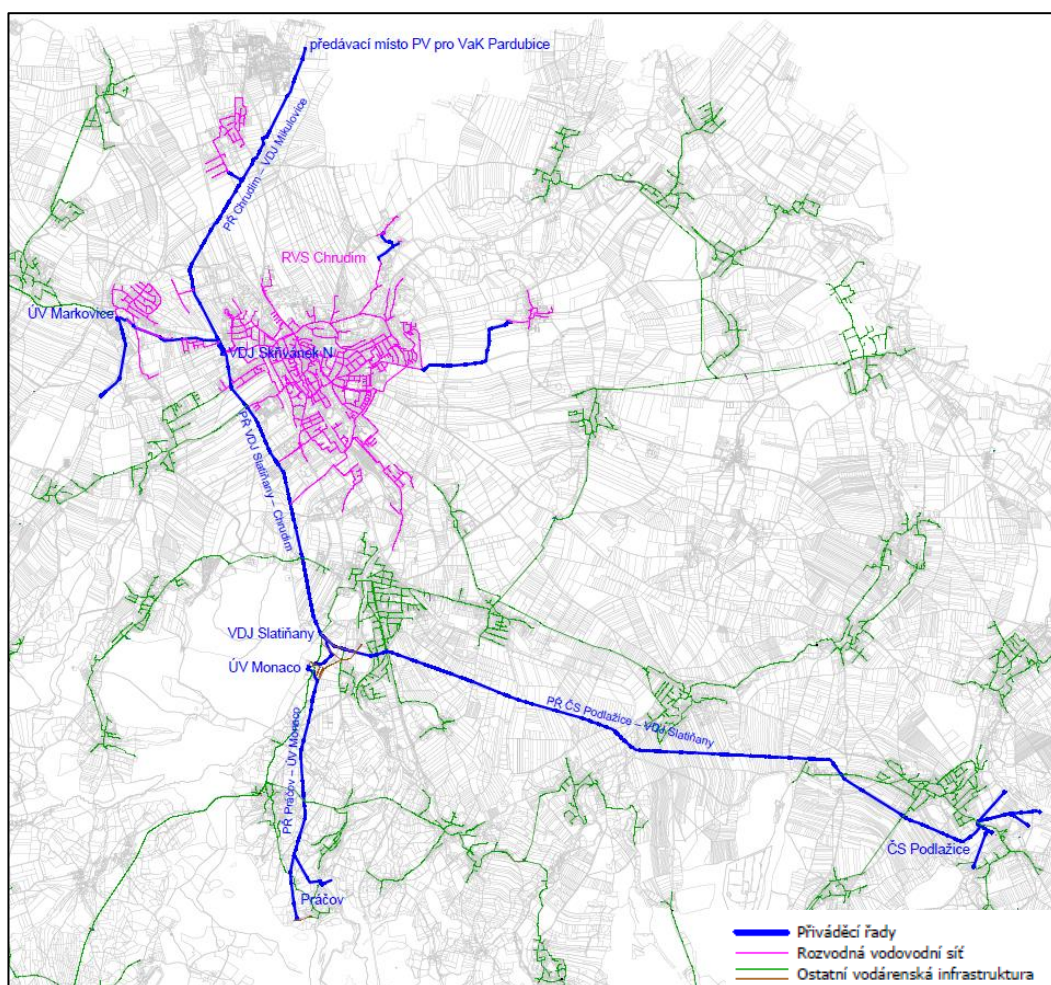 předávací místo PV pro VaK Pardubice
PŘ Chrudim – VDJ Mikulovice
RVS Chrudim
ÚV Markovice
VDJ Skřivánek N
PŘ VDJ Slatiňany – Chrudim
VDJ Slatiňany
ÚV Monaco
PŘ ČS Podlažice – VDJ Slatiňany
PŘ Práčov – ÚV Monaco
ČS Podlažice
Práčov
Přiváděcí řady
Rozvodná vodovodní síť
Ostatní vodárenská infrastruktura